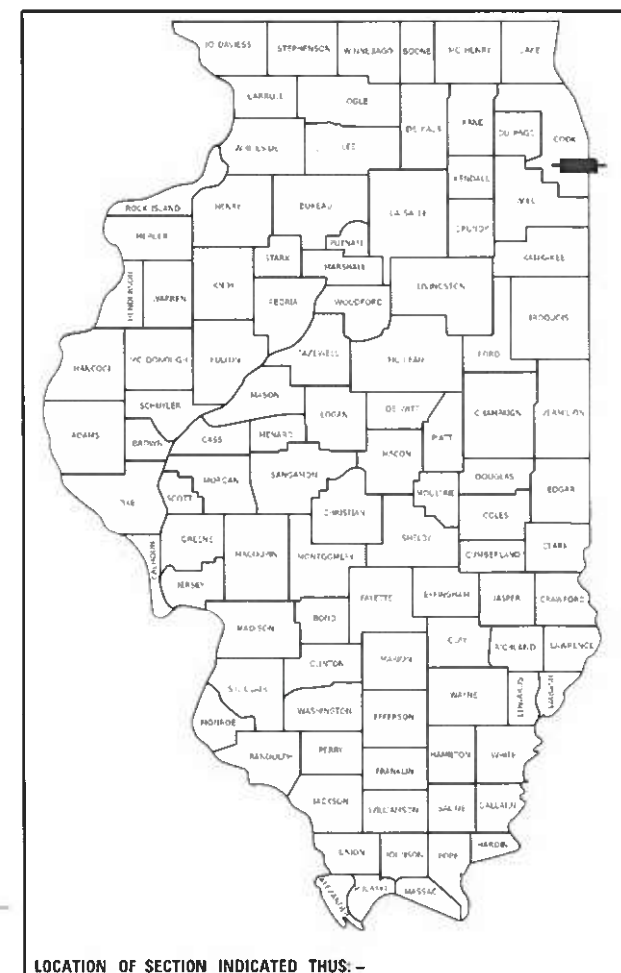 JO DAVIESS STEPHENSON WINNEBAGO BOONE MC HENRY LAKE
CARROLL OGLE KANE DU PAGE COOK
DE KALB
WHITESIDE LEE
KENDALL WILL
ROCK ISLAND HENRY BUREAU LA SALLE GRUNDY
MERCER PUTNAM KANKAKEE
STARK MARSHALL
HENDERSON WARREN KNOX PEORIA WOODFORD LIVINGSTON IROQUOIS
HANCOCK MC DONOUGH FULTON TAZEWELL MC LEAN FORD
MASON
SCHUYLER LOGAN DE WITT CHAMPAIGN VERMILION
ADAMS BROWN CASS MENARD PIATT
MACON
PIKE SCOTT MORGAN SANGAMON MOULTRIE DOUGLAS EDGAR
CHRISTIAN COLES
CALHOUN GREENE MACOUPIN MONTGOMERY SHELBY CUMBERLAND CLARK
JERSEY
FAYETTE EFFINGHAM JASPER CRAWFORD
MADISON BOND
CLAY RICHLAND LAWRENCE
CLINTON MARION
ST. CLAIR WAYNE EDWARDS WABASH
WASHINGTON JEFFERSON
MONROE
RANDOLPH PERRY HAMILTON WHITE
FRANKLIN
JACKSON WILLIAMSON SALINE GALLATIN
UNION JOHNSON POPE HARDIN
ALEXANDER PULASKI MASSAC
LOCATION OF SECTION INDICATED THUS: -